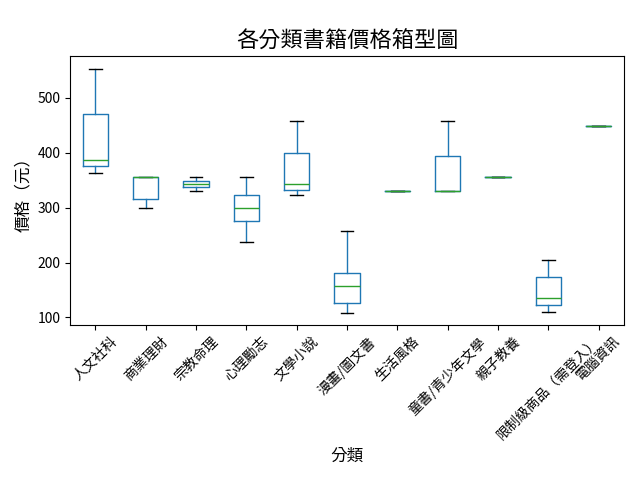 各分類書籍價格箱型圖
價格（元）
500
400
300
200
100
人文社科
商業理財
宗教命理
心理勵志
文學小說
漫畫/圖文書
生活風格
童書/青少年文學
親子教養
限制級商品（需登入）
電腦資訊
分類